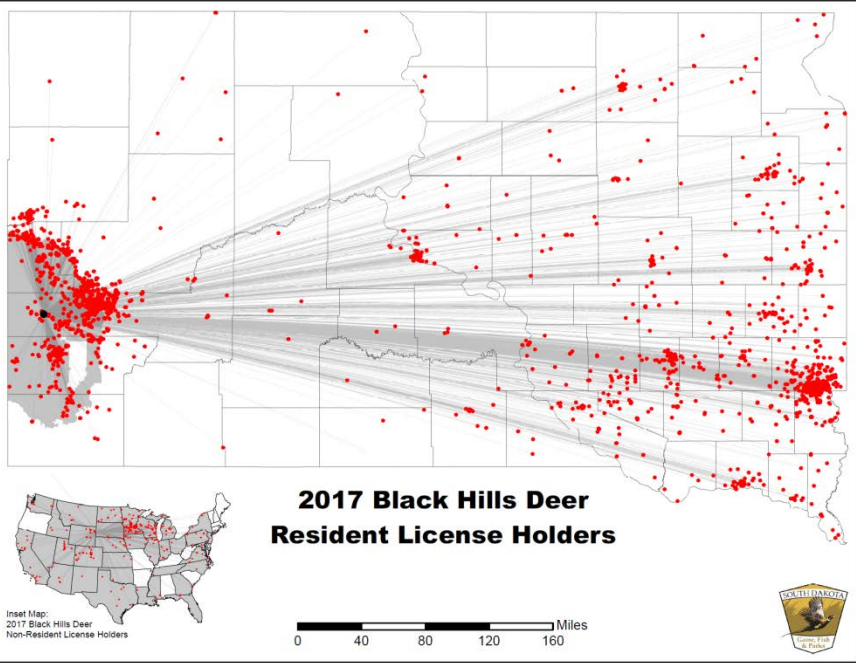 2017 Black Hills Deer
Resident License Holders
Inset Map:
2017 Black Hills Deer
Non-Resident License Holders
Miles
0 40 80 120 160
SOUTH DAKOTA
Game, Fish
& Parks